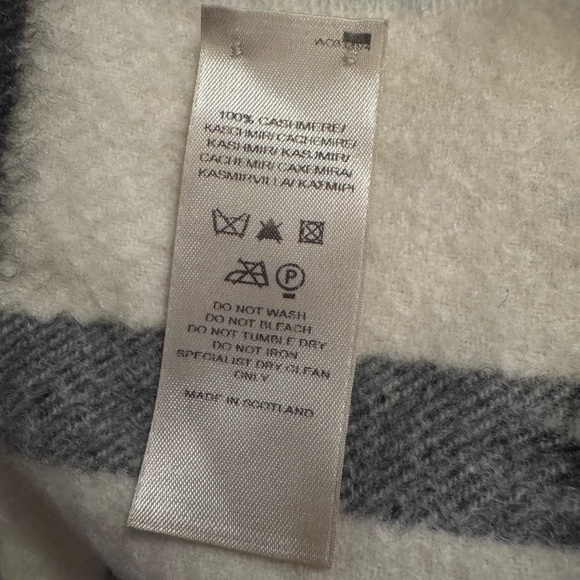 100% CASHMERE/
KASCHMIR/CACHEMIRE/
KASHMIR/ KASJMIR/
CACHEMIR/ CAXEMIRA/
KASMIRVILLA/ ΚΑΣΜΙΡΙ
P
DO NOT WASH
DO NOT BLEACH
DO NOT TUMBLE DRY
DO NOT IRON
SPECIALIST DRY CLEAN
ONLY
MADE IN SCOTLAND